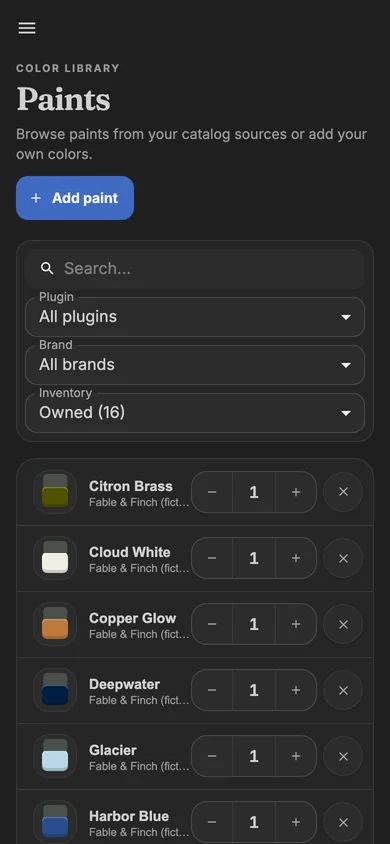 COLOR LIBRARY
Paints
Browse paints from your catalog sources or add your
own colors.
+ Add paint
Search...
Plugin
All plugins
Brand
All brands
Inventory
Owned (16)
Citron Brass
Fable & Finch (fict...
− 1 + ×
Cloud White
Fable & Finch (fict...
− 1 + ×
Copper Glow
Fable & Finch (fict...
− 1 + ×
Deepwater
Fable & Finch (fict...
− 1 + ×
Glacier
Fable & Finch (fict...
− 1 + ×
Harbor Blue
Fable & Finch (fict...
− 1 + ×